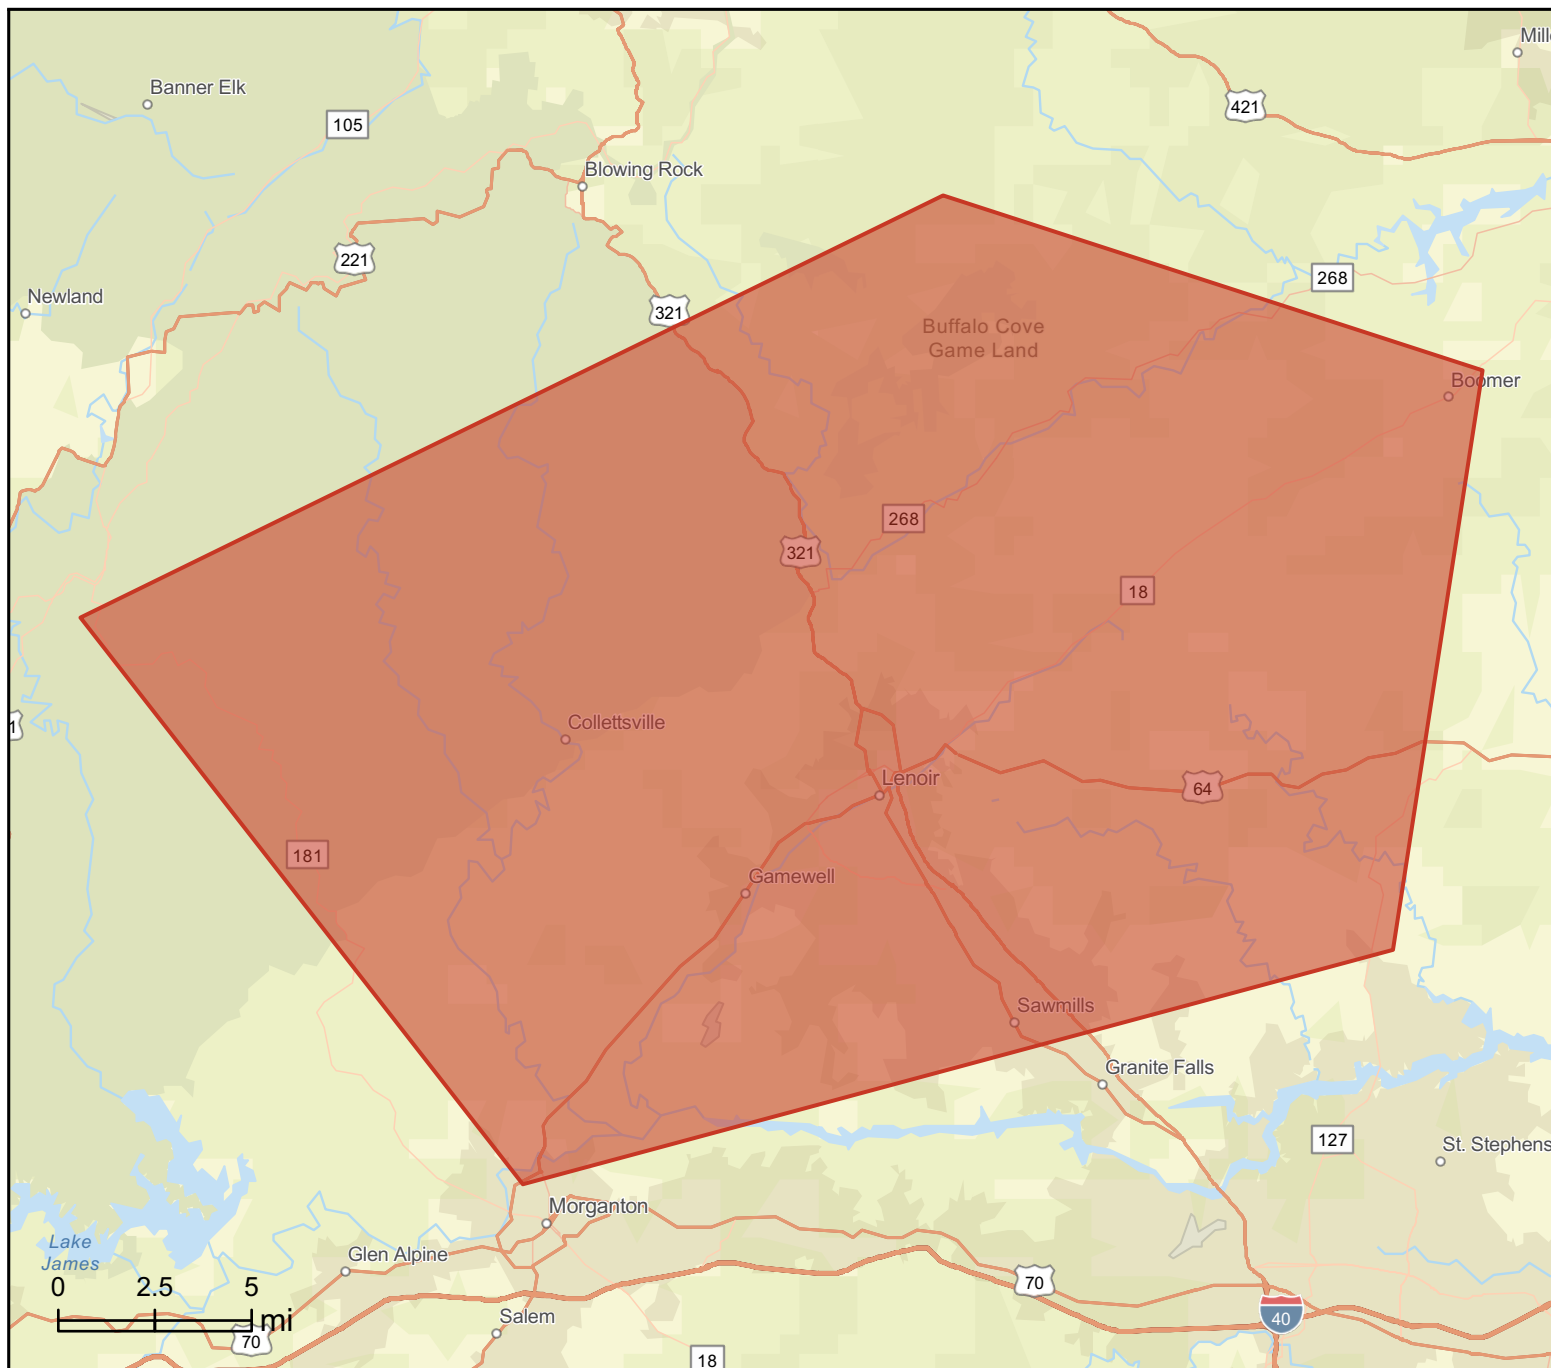 Mill
Banner Elk
421
105
Blowing Rock
221
268
Newland
321
Buffalo Cove
Game Land
Boomer
268
321
18
Collettsville
1
Lenoir
64
181
Gamewell
Sawmills
Granite Falls
127
St. Stephens
Morganton
Lake
James
Glen Alpine
0 2.5 5
mi
70
70
Salem
40
18